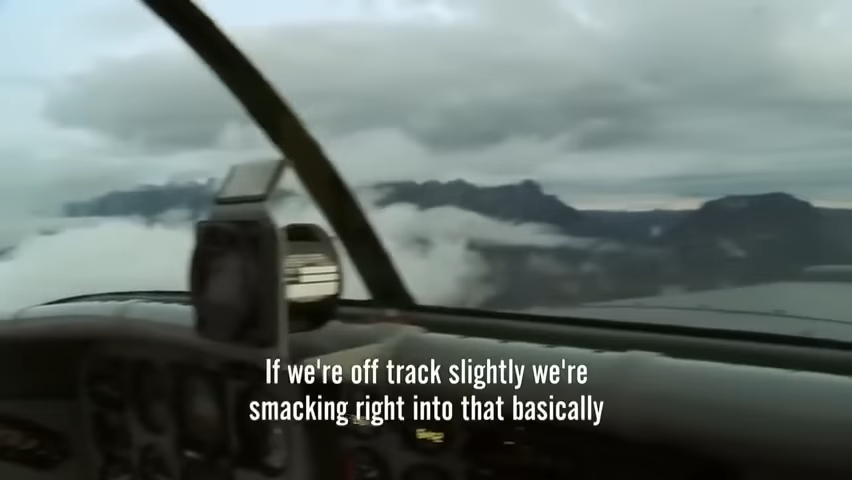 If we're off track slightly we're
smacking right into that basically